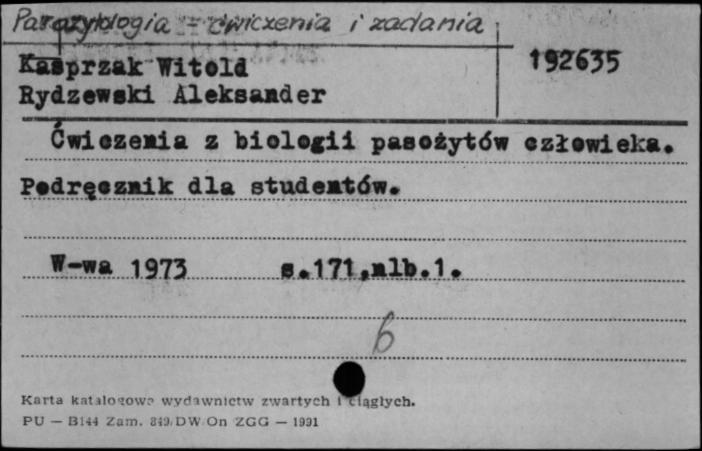 Parazytologia - ćwiczenia i zadania
Kasprzak Witold
192635
Rydzewski Aleksander
Ćwiczenia z biologii pasożytów człowieka.
Podręcznik dla studentów.
W-wa 1973 s.171,nlb.1.
6
Karta katalogowa wydawnictw zwartych i ciągłych.
PU — B144 Zam. 849/DW/On ZGG — 1991